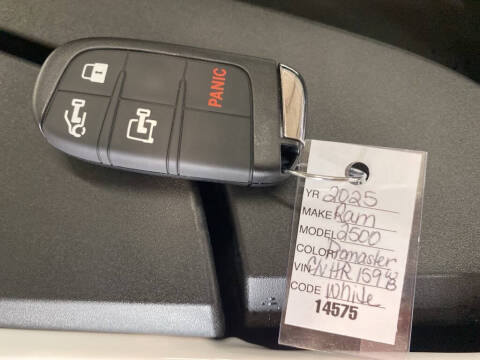 PANIC
YR 2025
MAKE Ram
MODEL 2500
COLOR Promaster
VIN
CODE White
14575